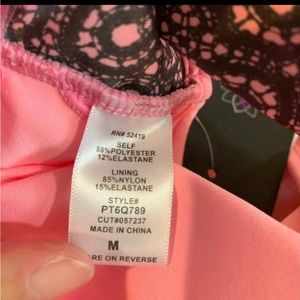 RN# 52419
SELF
88%POLYESTER
12%ELASTANE
LINING
85%NYLON
15%ELASTANE
STYLE#
PT6Q789
CUT#057237
MADE IN CHINA
M
ARE ON REVERSE